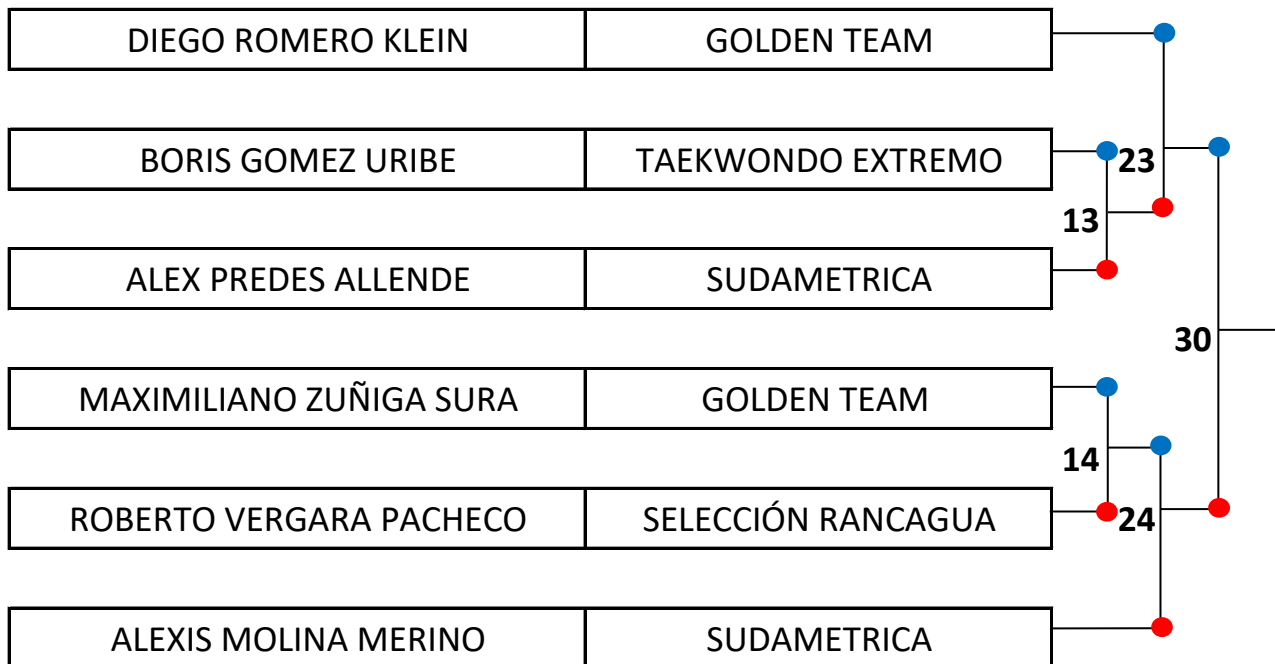 DIEGO ROMERO KLEIN GOLDEN TEAM
BORIS GOMEZ URIBE TAEKWONDO EXTREMO
23
13
ALEX PREDES ALLENDE SUDAMETRICA
30
MAXIMILIANO ZUÑIGA SURA GOLDEN TEAM
14
ROBERTO VERGARA PACHECO SELECCIÓN RANCAGUA
24
ALEXIS MOLINA MERINO SUDAMETRICA